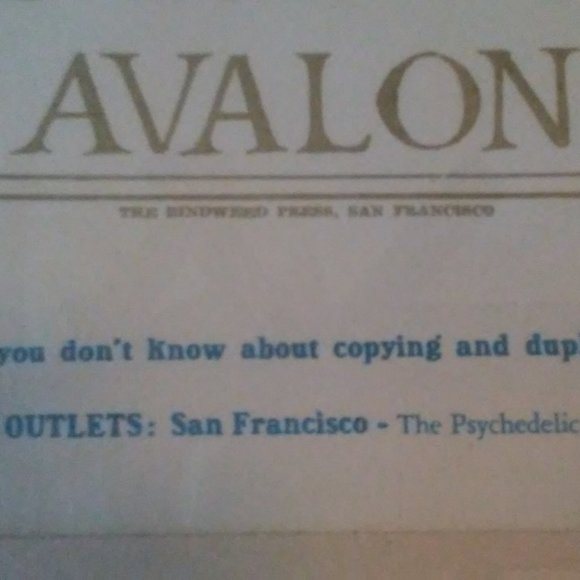 AVALON
THE BINDWEED PRESS, SAN FRANCISCO
you don't know about copying and dup
OUTLETS: San Francisco - The Psychedelic